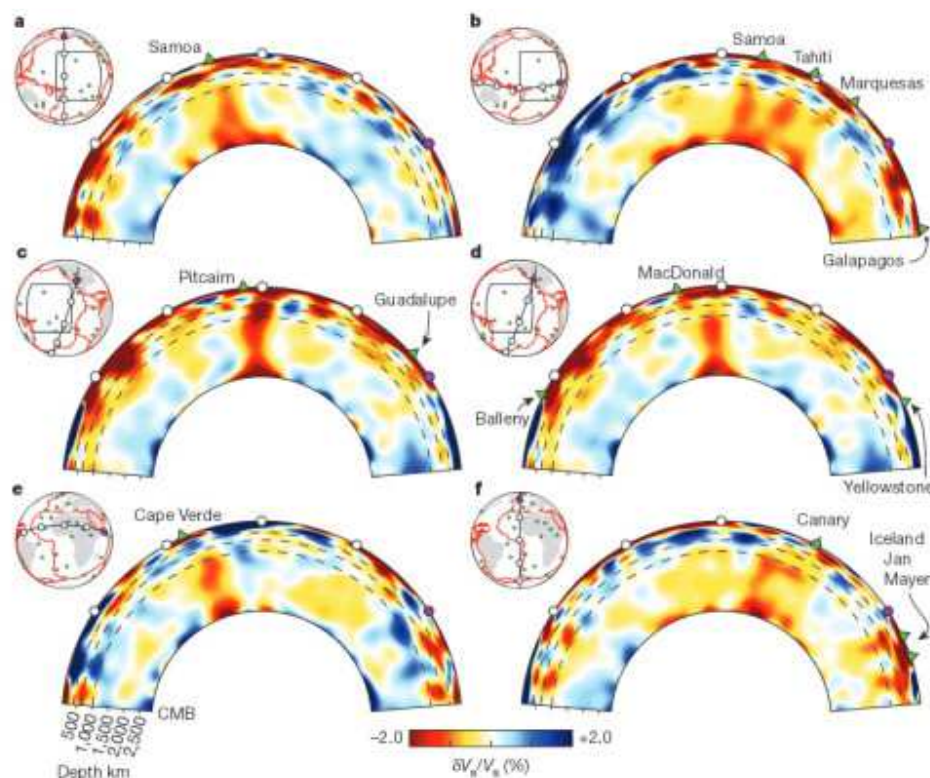 a
Samoa
b
Samoa
Tahiti
Marquesas
Galapagos
c
Pitcairn
Guadalupe
d
MacDonald
Balleny
Yellowstone
e
Cape Verde
CMB
500
1,000
1,500
2,000
2,500
Depth km
f
Canary
Iceland
Jan
Mayen
–2.0
+2.0
δVs/Vs (%)